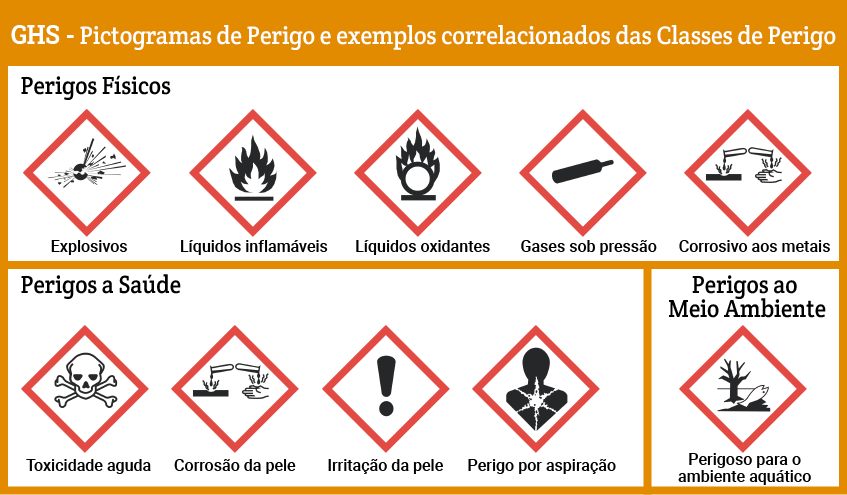 GHS - Pictogramas de Perigo e exemplos correlacionados das Classes de Perigo
Perigos Físicos
Explosivos
Líquidos inflamáveis
Líquidos oxidantes
Gases sob pressão
Corrosivo aos metais
Perigos a Saúde
Toxicidade aguda
Corrosão da pele
Irritação da pele
Perigo por aspiração
Perigos ao
Meio Ambiente
Perigoso para o
ambiente aquático